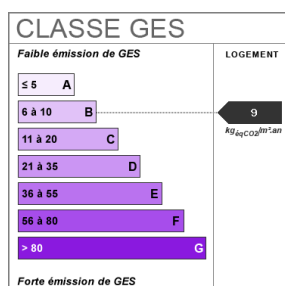 CLASSE GES
Faible émission de GES
LOGEMENT
≤ 5 A
6 à 10 B
9
kgéqCO2/m².an
11 à 20 C
21 à 35 D
36 à 55 E
56 à 80 F
> 80 G
Forte émission de GES